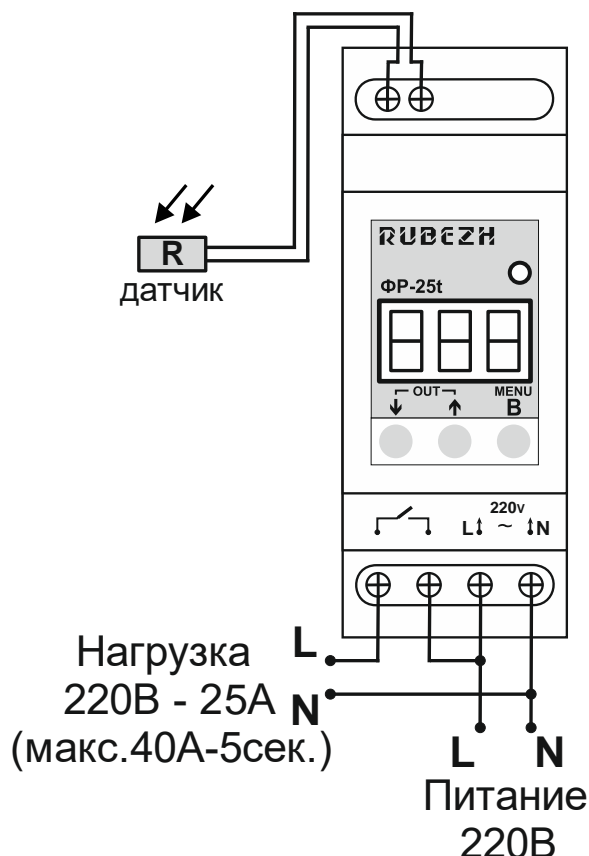 RUBEZH
ФР-25t
OUT
MENU
B
R
датчик
220v
L ~ N
Нагрузка
220В - 25А
(макс.40А-5сек.)
L
N
L N
Питание
220В